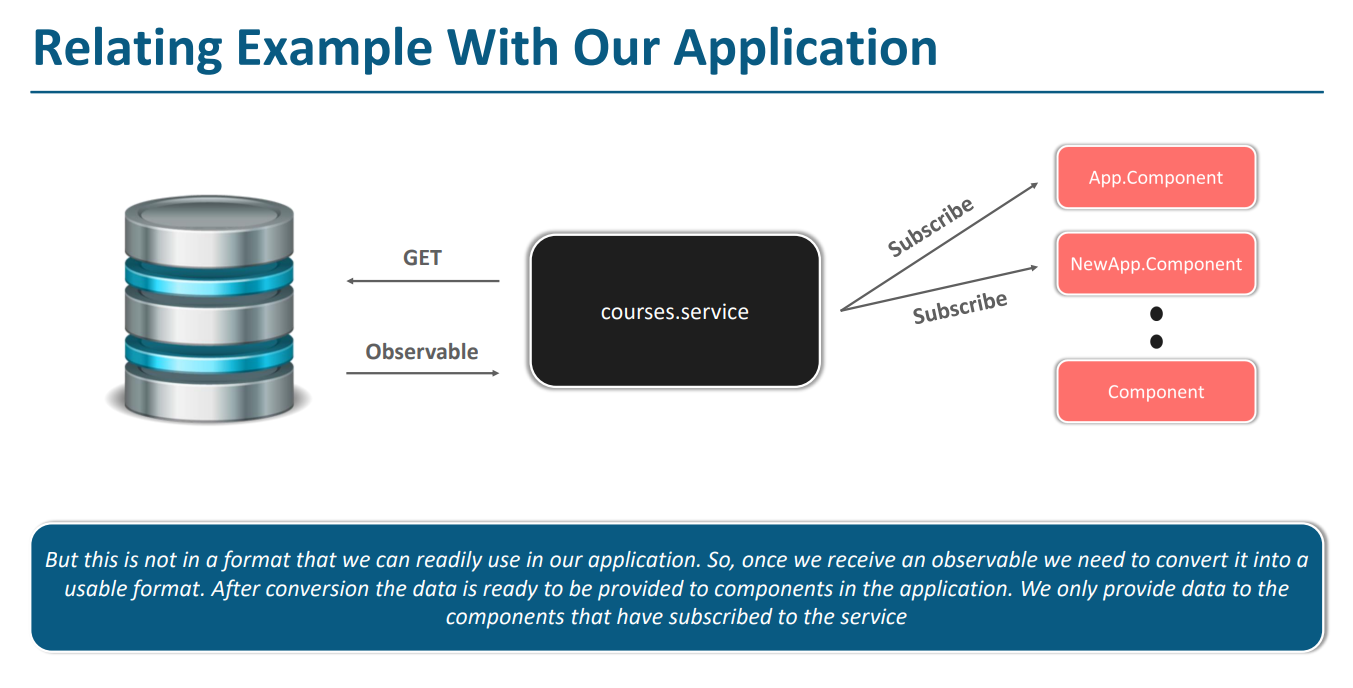 Relating Example With Our Application
App.Component
Subscribe
GET
NewApp.Component
courses.service
Subscribe
Observable
Component
But this is not in a format that we can readily use in our application. So, once we receive an observable we need to convert it into a
usable format. After conversion the data is ready to be provided to components in the application. We only provide data to the
components that have subscribed to the service